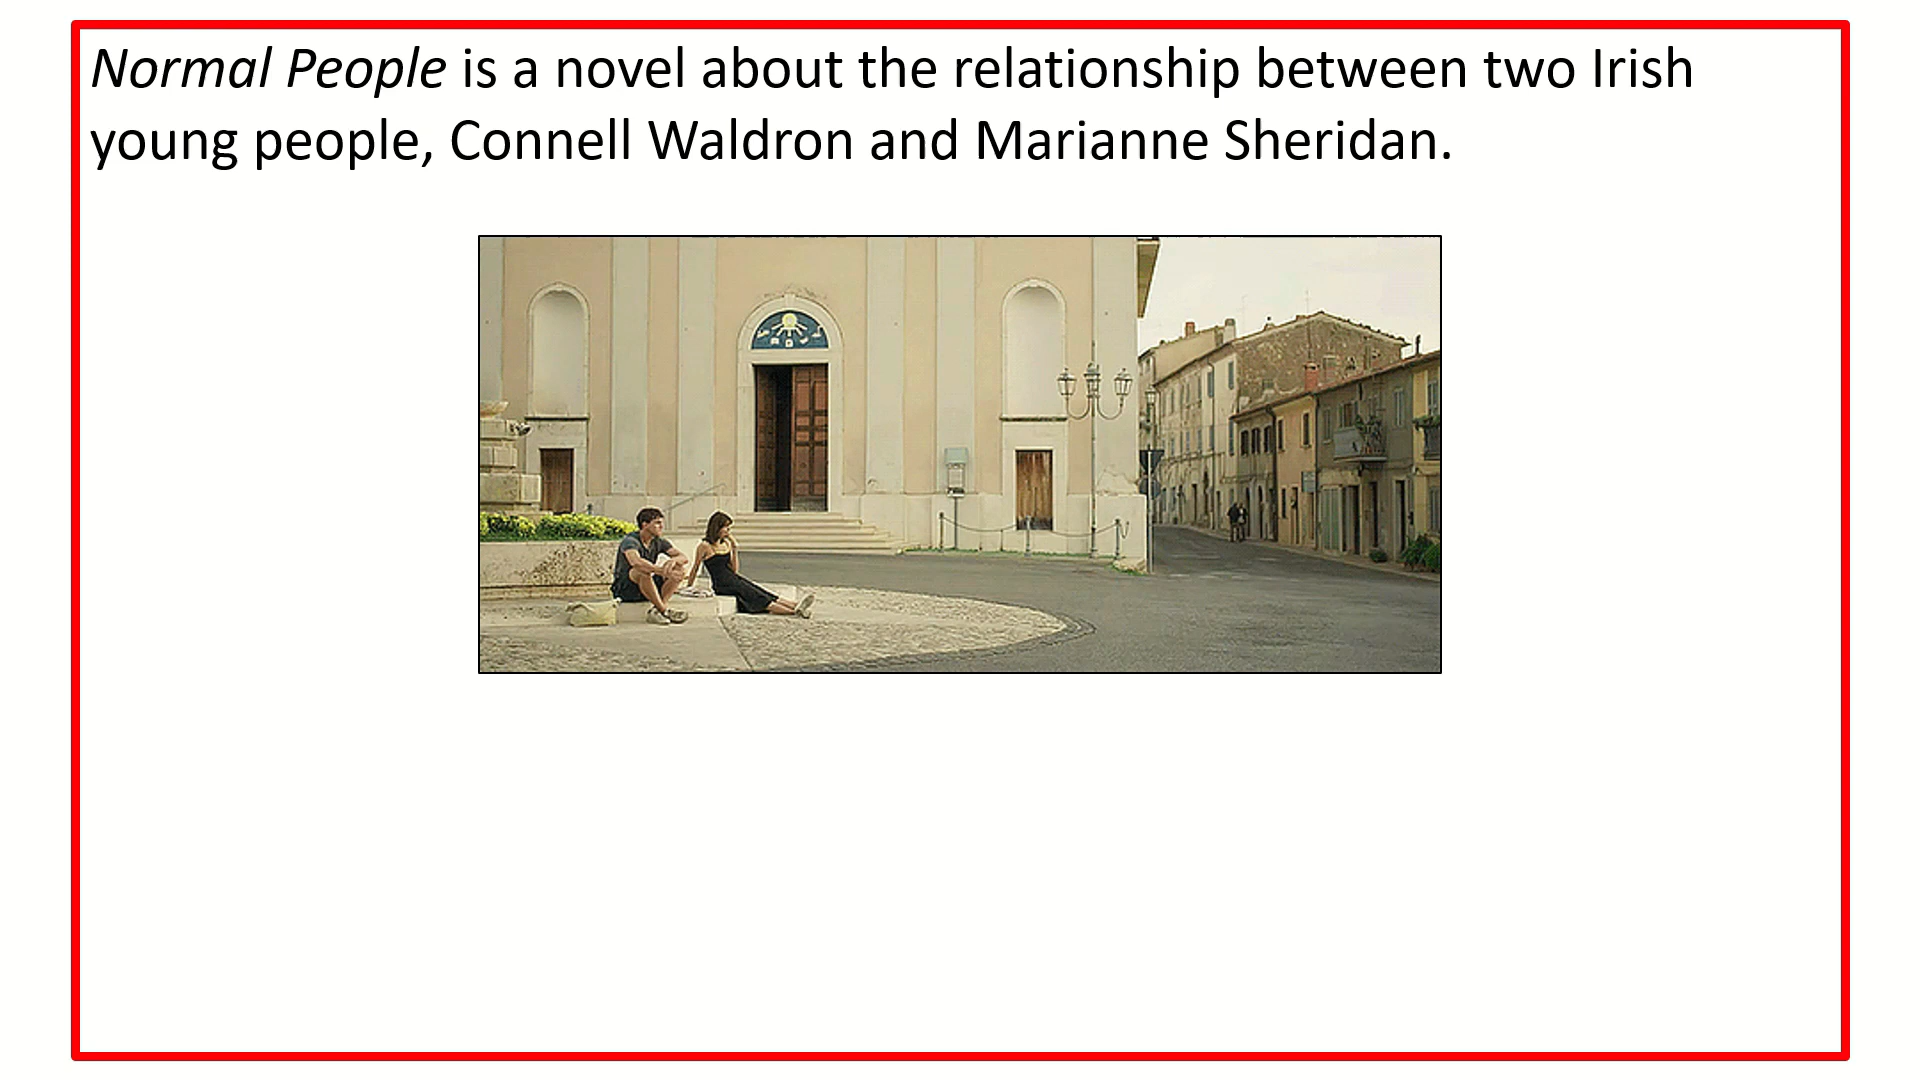 Normal People is a novel about the relationship between two Irish
young people, Connell Waldron and Marianne Sheridan.